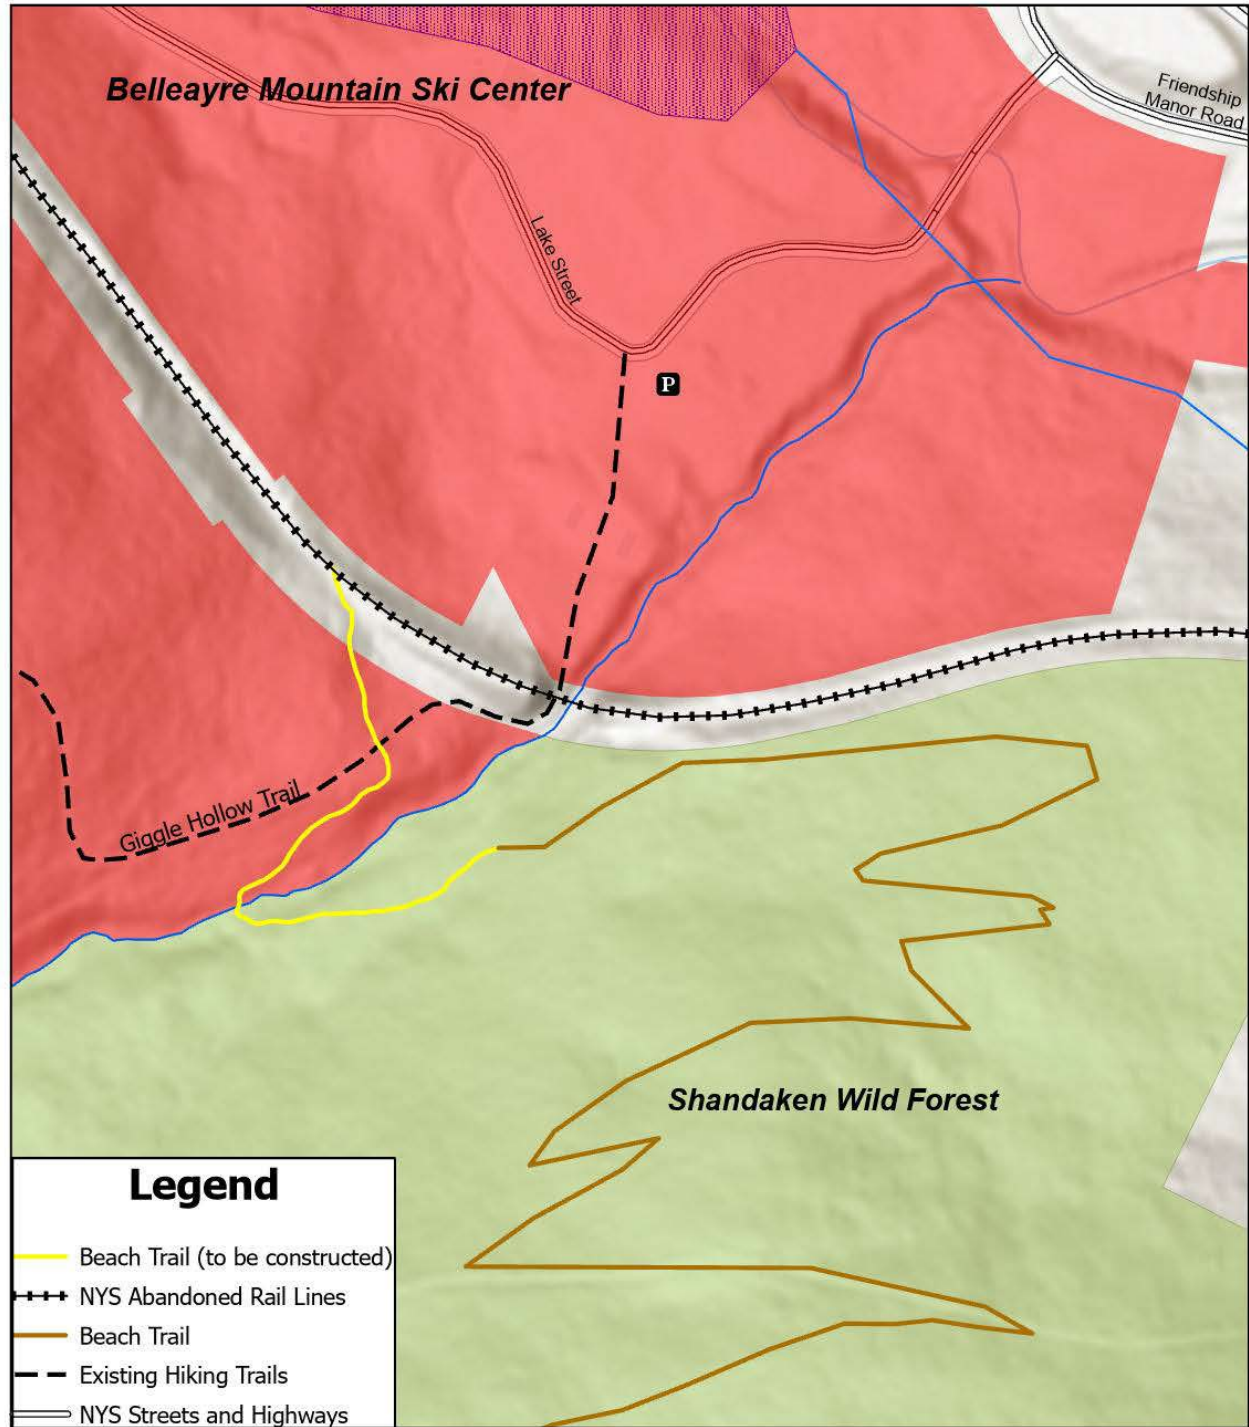 Belleayre Mountain Ski Center
Friendship
Manor Road
Lake Street
P
Giggle Hollow Trail
Shandaken Wild Forest
Legend
Beach Trail (to be constructed)
NYS Abandoned Rail Lines
Beach Trail
Existing Hiking Trails
NYS Streets and Highways